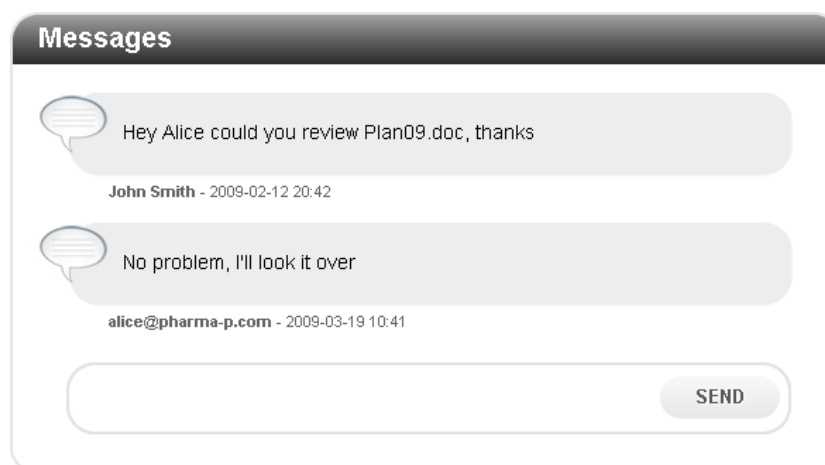 Messages
Hey Alice could you review Plan09.doc, thanks
John Smith - 2009-02-12 20:42
No problem, I'll look it over
alice@pharma-p.com - 2009-03-19 10:41
SEND